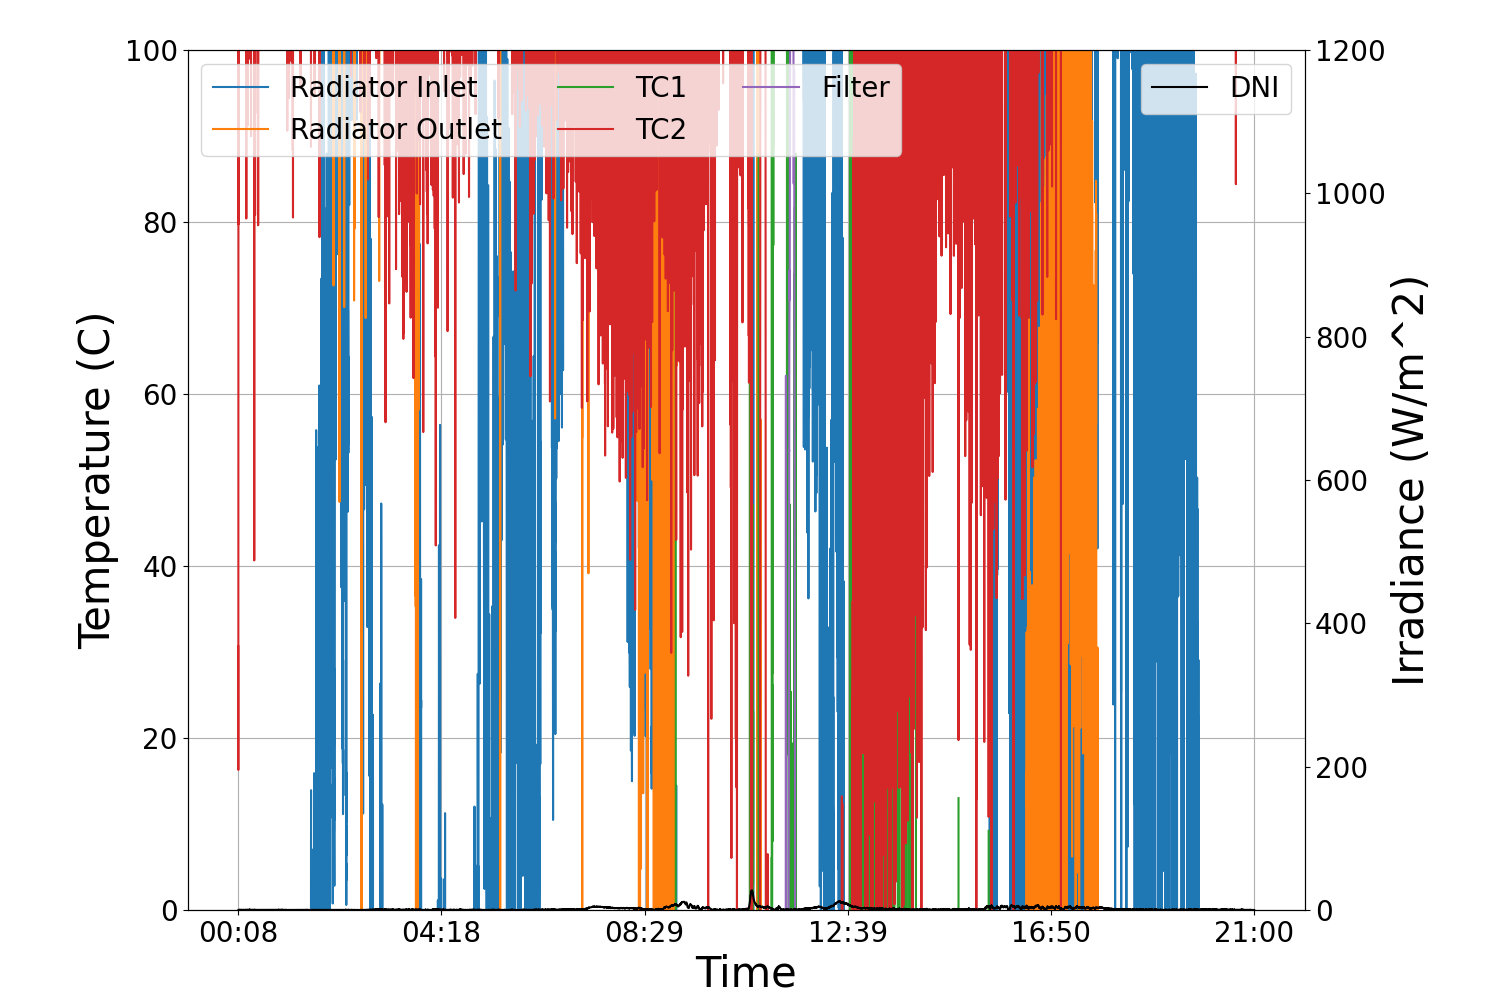 100
80
60
40
20
0
Temperature (C)
Radiator Inlet
Radiator Outlet
TC1
TC2
Filter
DNI
1200
1000
800
600
400
200
0
Irradiance (W/m^2)
00:08
04:18
08:29
12:39
16:50
21:00
Time